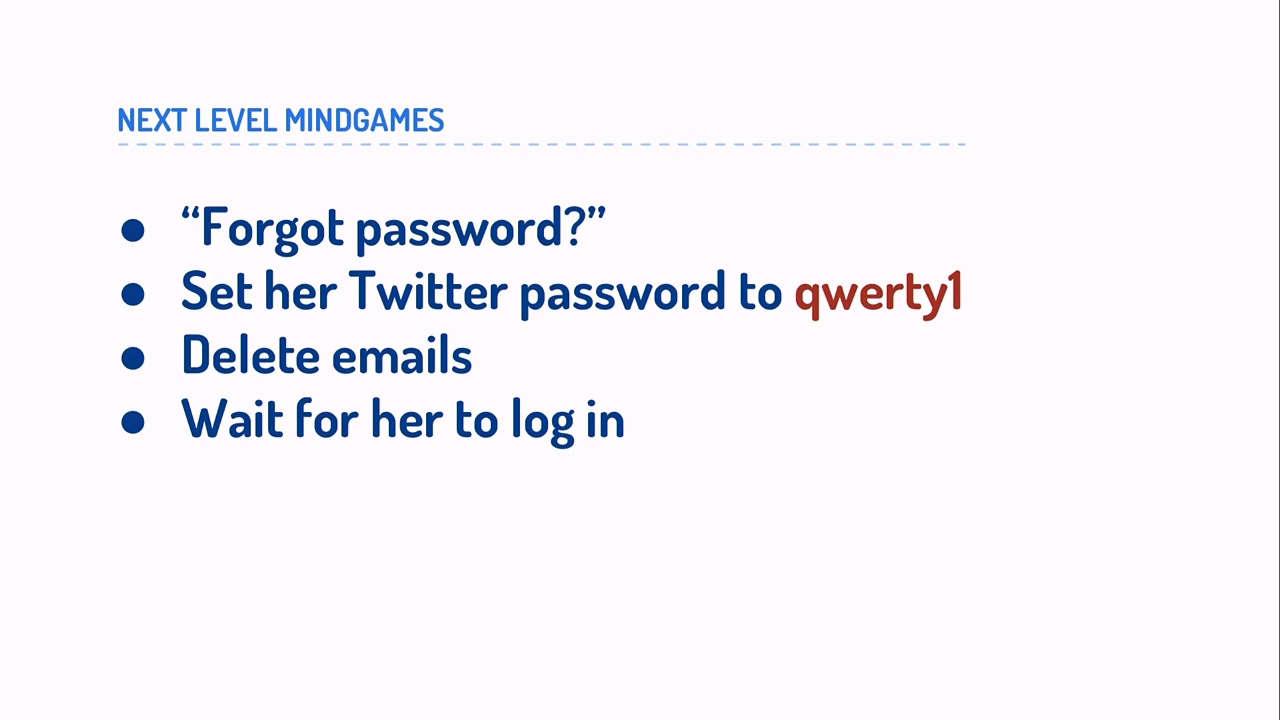 NEXT LEVEL MINDGAMES
● “Forgot password?”
● Set her Twitter password to qwerty1
● Delete emails
● Wait for her to log in